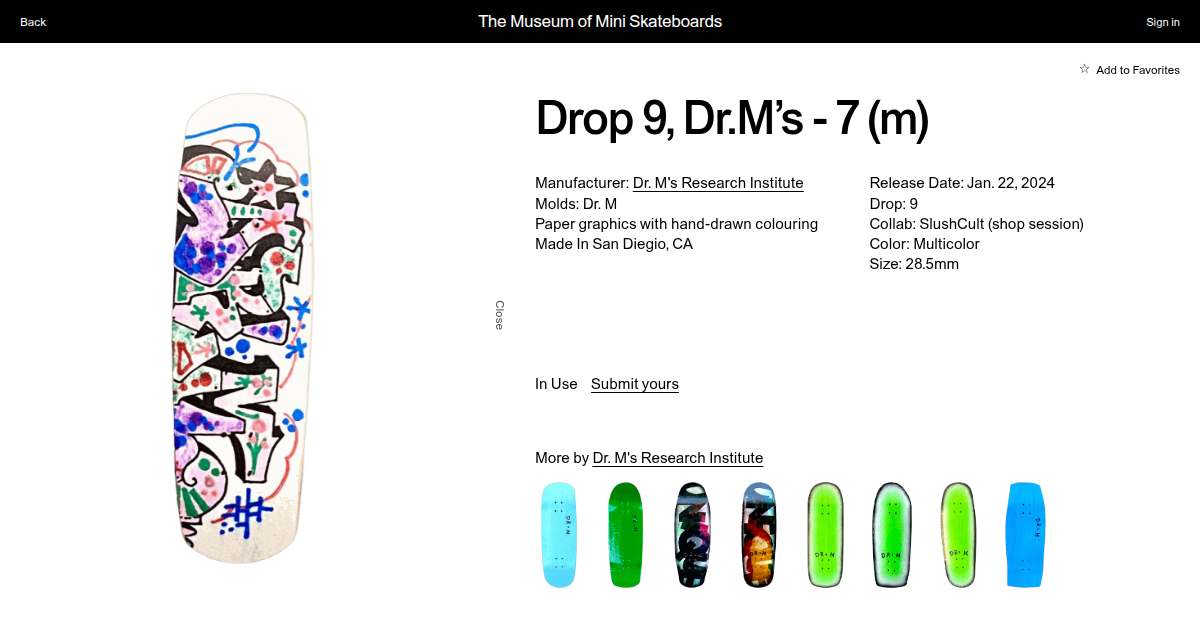 Back
The Museum of Mini Skateboards
Sign in
☆ Add to Favorites
Drop 9, Dr.M’s - 7 (m)
Manufacturer: Dr. M's Research Institute
Molds: Dr. M
Paper graphics with hand-drawn colouring
Made In San Diegio, CA
Release Date: Jan. 22, 2024
Drop: 9
Collab: SlushCult (shop session)
Color: Multicolor
Size: 28.5mm
Close
In Use
Submit yours
More by Dr. M's Research Institute